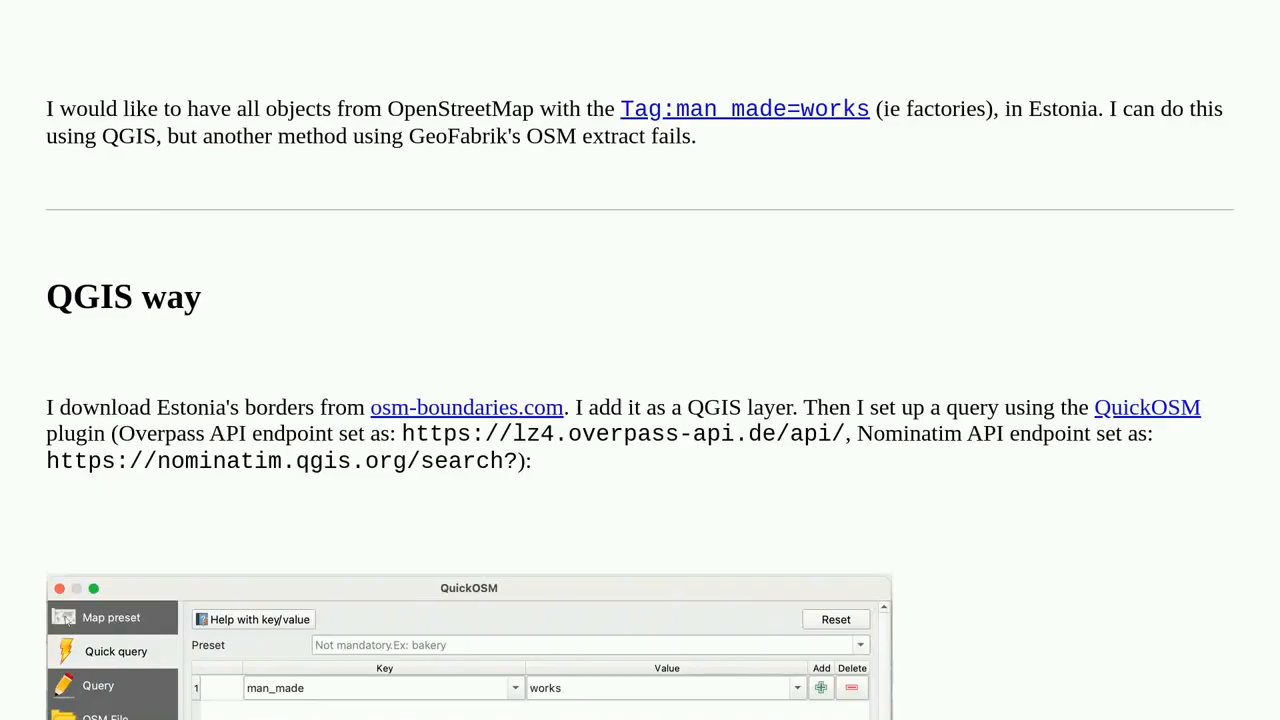 I would like to have all objects from OpenStreetMap with the Tag:man_made=works (ie factories), in Estonia. I can do this
using QGIS, but another method using GeoFabrik's OSM extract fails.
QGIS way
I download Estonia's borders from osm-boundaries.com. I add it as a QGIS layer. Then I set up a query using the QuickOSM
plugin (Overpass API endpoint set as: https://lz4.overpass-api.de/api/, Nominatim API endpoint set as:
https://nominatim.qgis.org/search?):
QuickOSM
Map preset
Help with key/value
Reset
Quick query
Preset
Not mandatory.Ex: bakery
Key Value Add Delete
Query
1 man_made works
OSM File